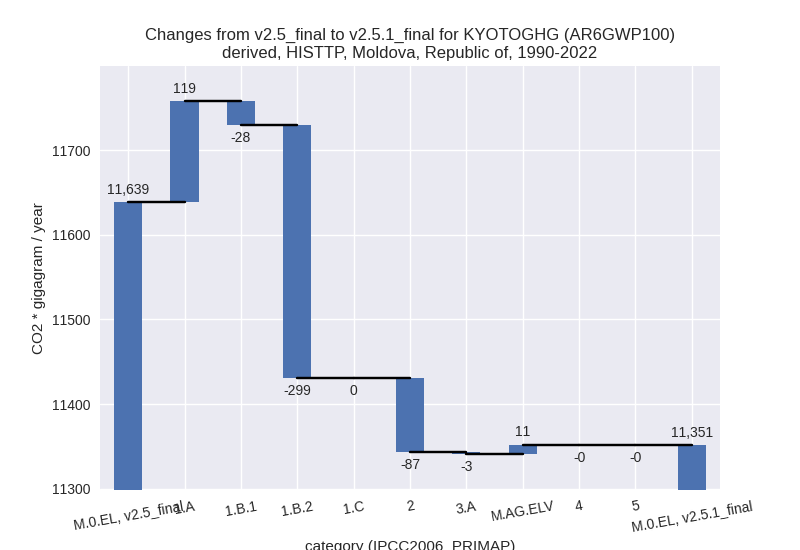 Changes from v2.5_final to v2.5.1_final for KYOTOGHG (AR6GWP100)
derived, HISTTP, Moldova, Republic of, 1990-2022
CO2 * gigagram / year
11700
11600
11500
11400
11300
11,639
119
-28
-299
0
-87
-3
11
-0
-0
11,351
M.0.EL, v2.5_final
1.A
1.B.1
1.B.2
1.C
2
3.A
M.AG.ELV
4
5
M.0.EL, v2.5.1_final
category (IPCC2006_PRIMAP)